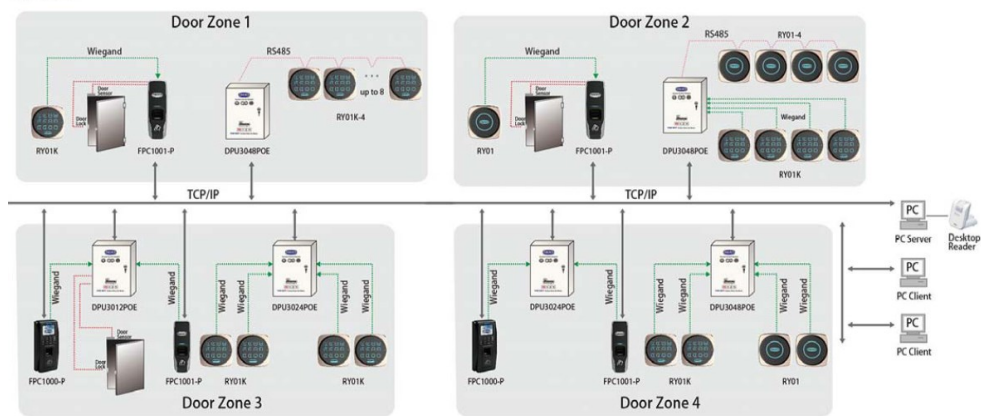 Door Zone 1
Wiegand
RS485
Door Sensor
Door Lock
up to 8
RY01K
FPC1001-P
DPU3048POE
RY01K-4
Door Zone 2
Wiegand
RS485
RY01-4
Door Sensor
Door Lock
Wiegand
RY01
FPC1001-P
DPU3048POE
RY01K
TCP/IP
TCP/IP
PC
PC Server
Desktop Reader
PC
PC Client
PC
PC Client
Wiegand
DPU3012POE
Wiegand
Wiegand
Wiegand
DPU3024POE
Wiegand
Wiegand
Door Sensor
Door Lock
FPC1000-P
FPC1001-P
RY01K
RY01K
Door Zone 3
Wiegand
DPU3024POE
Wiegand
Wiegand
Wiegand
DPU3048POE
Wiegand
Wiegand
FPC1000-P
FPC1001-P
RY01K
RY01
Door Zone 4